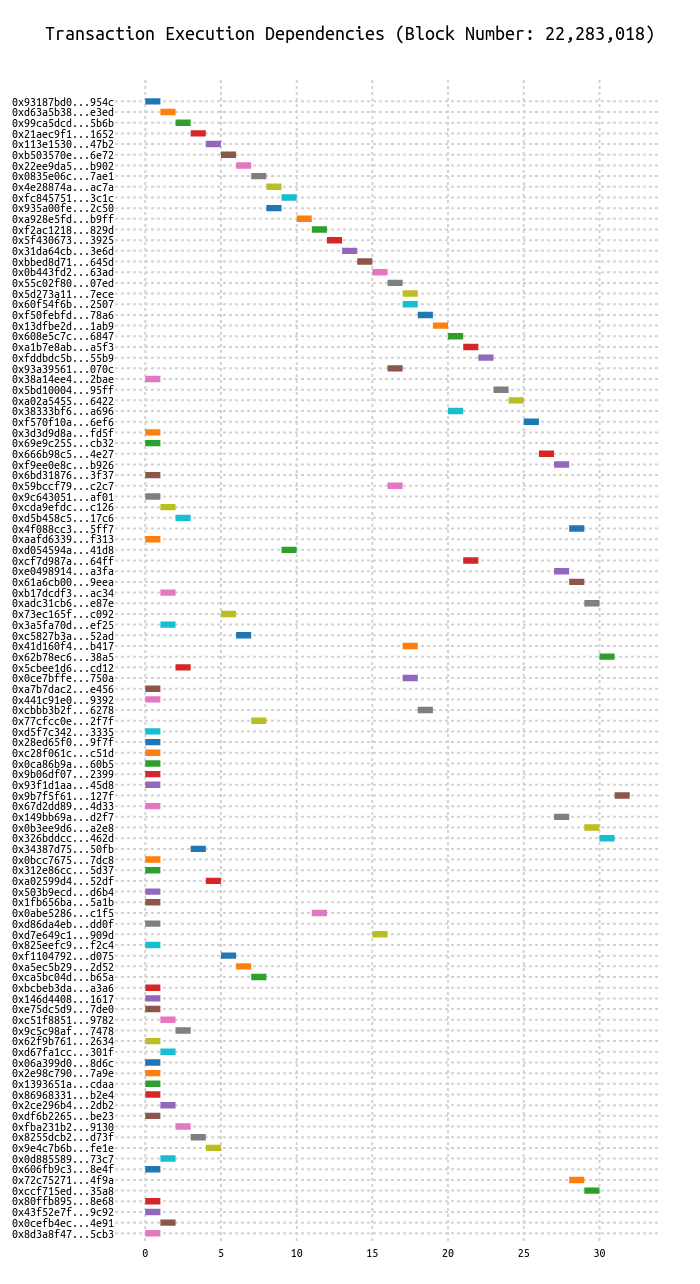 Transaction Execution Dependencies (Block Number: 22,283,018)
0x93187bd0...954c
0xd63a5b38...e3ed
0x99ca5dcd...5b6b
0x21aec9f1...1652
0x113e1530...47b2
0xb503570e...6e72
0x22ee9da5...b902
0x0835e06c...7ae1
0x4e28874a...ac7a
0xfc845751...3c1c
0x935a00fe...2c50
0xa928e5fd...b9ff
0xf2ac1218...829d
0x5f430673...3925
0x31da64cb...3e6d
0xbbed8d71...645d
0x0b443fd2...63ad
0x55c02f80...07ed
0x5d273a11...7ece
0x60f54f6b...2507
0xf50febfd...78a6
0x13dfbe2d...1ab9
0x608e5c7c...6847
0xa1b7e8ab...a5f3
0xfddbdc5b...55b9
0x93a39561...070c
0x38a14ee4...2bae
0x5bd10004...95ff
0xa02a5455...6422
0x38333bf6...a696
0xf570f10a...6ef6
0x3d3d9d8a...fd5f
0x69e9c255...cb32
0x666b98c5...4e27
0xf9ee0e8c...b926
0x6bd31876...3f37
0x59bccf79...c2c7
0x9c643051...af01
0xcda9efdc...c126
0xd5b458c5...17c6
0x4f088cc3...5ff7
0xaafd6339...f313
0xd054594a...41d8
0xcf7d987a...64ff
0xe0498914...a3fa
0x61a6cb00...9eea
0xb17dcdf3...ac34
0xadc31cb6...e87e
0x73ec165f...c092
0x3a5fa70d...ef25
0xc5827b3a...52ad
0x41d160f4...b417
0x62b78ec6...38a5
0x5cbee1d6...cd12
0x0ce7bffe...750a
0xa7b7dac2...e456
0x441c91e0...9392
0xcbbb3b2f...6278
0x77cfcc0e...2f7f
0xd5f7c342...3335
0x28ed65f0...9f7f
0xc28f061c...c51d
0x0ca86b9a...60b5
0x9b06df07...2399
0x93f1d1aa...45d8
0x9b7f5f61...127f
0x67d2dd89...4d33
0x149bb69a...d2f7
0x0b3ee9d6...a2e8
0x326bddcc...462d
0x34387d75...50fb
0x0bcc7675...7dc8
0x312e86cc...5d37
0xa02599d4...52df
0x503b9ecd...d6b4
0x1fb656ba...5a1b
0x0abe5286...c1f5
0xd86da4eb...dd0f
0xd7e649c1...909d
0x825eefc9...f2c4
0xf1104792...d075
0xa5ec5b29...2d52
0xca5bc04d...b65a
0xbcbeb3da...a3a6
0x146d4408...1617
0xe75dc5d9...7de0
0xc51f8851...9782
0x9c5c98af...7478
0x62f9b761...2634
0xd67fa1cc...301f
0x06a399d0...8d6c
0x2e98c790...7a9e
0x1393651a...cdaa
0x86968331...b2e4
0x2ce296b4...2db2
0xdf6b2265...be23
0xfba231b2...9130
0x8255dcb2...d73f
0x9e4c7b6b...fe1e
0x0d885589...73c7
0x606fb9c3...8e4f
0x72c75271...4f9a
0xccf715ed...35a8
0x80ffb895...8e68
0x43f52e7f...9c92
0x0cefb4ec...4e91
0x8d3a8f47...5cb3
0 5 10 15 20 25 30